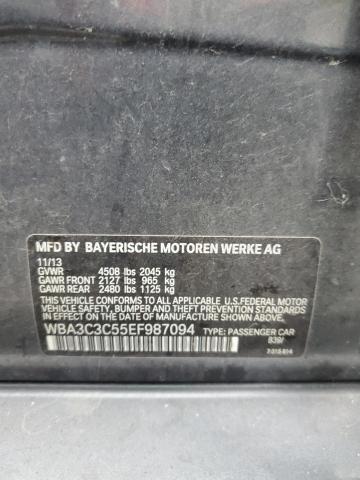 MFD BY BAYERISCHE MOTOREN WERKE AG
11/13
GVWR 4508 lbs 2045 kg
GAWR FRONT 2127 lbs 965 kg
GAWR REAR 2480 lbs 1125 kg
THIS VEHICLE CONFORMS TO ALL APPLICABLE U.S. FEDERAL MOTOR
VEHICLE SAFETY, BUMPER AND THEFT PREVENTION STANDARDS
IN EFFECT ON THE DATE OF MANUFACTURE SHOWN ABOVE.
WBA3C3C55EF987094 TYPE: PASSENGER CAR
839/